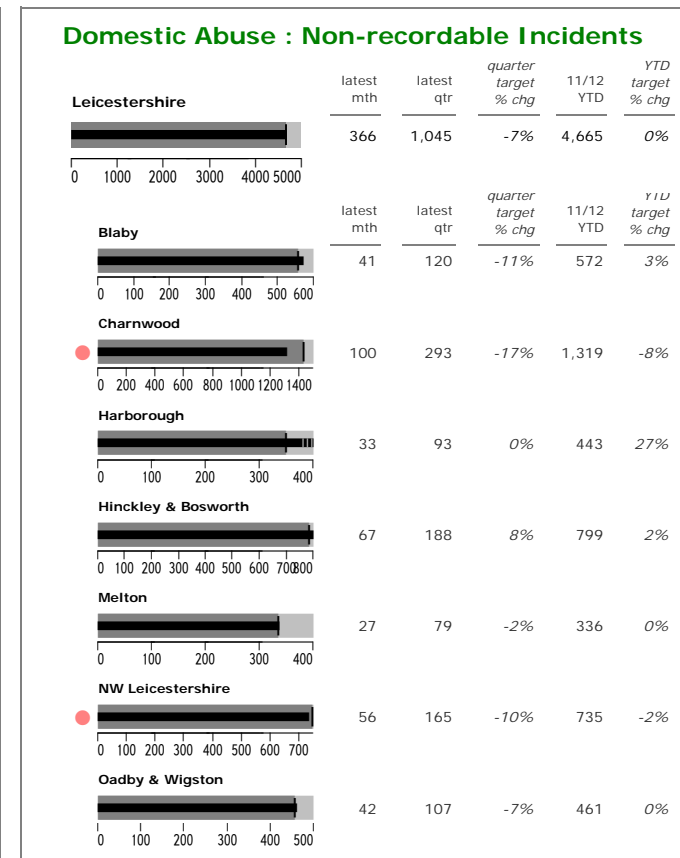 Domestic Abuse : Non-recordable Incidents
Leicestershire
latest mth latest qtr quarter target % chg 11/12 YTD YTD target % chg
366 1,045 -7% 4,665 0%
0 1000 2000 3000 4000 5000
latest mth latest qtr quarter target % chg 11/12 YTD YTD target % chg
Blaby
41 120 -11% 572 3%
0 100 200 300 400 500 600
Charnwood
100 293 -17% 1,319 -8%
0 200 400 600 800 1000 1200 1400
Harborough
33 93 0% 443 27%
0 100 200 300 400
Hinckley & Bosworth
67 188 8% 799 2%
0 100 200 300 400 500 600 700 800
Melton
27 79 -2% 336 0%
0 100 200 300 400
NW Leicestershire
56 165 -10% 735 -2%
0 100 200 300 400 500 600 700
Oadby & Wigston
42 107 -7% 461 0%
0 100 200 300 400 500